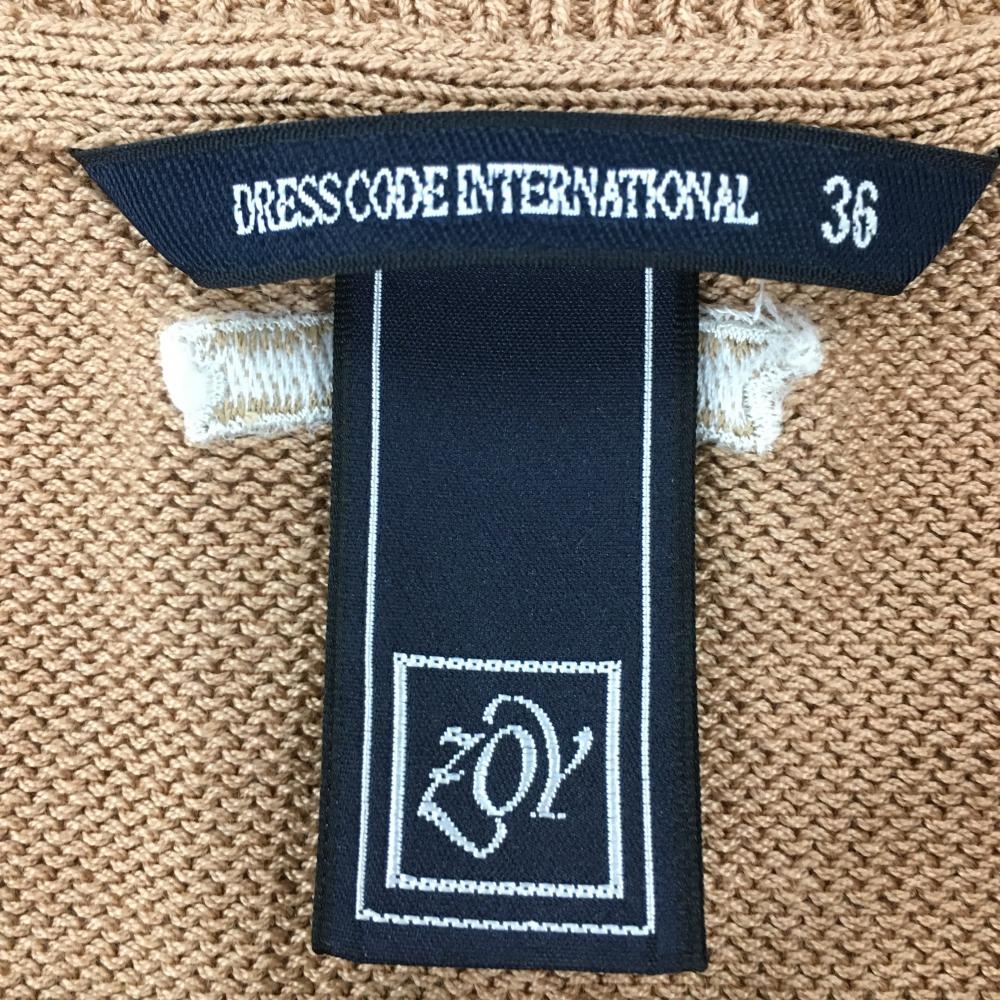 DRESS CODE INTERNATIONAL 36
ZOY